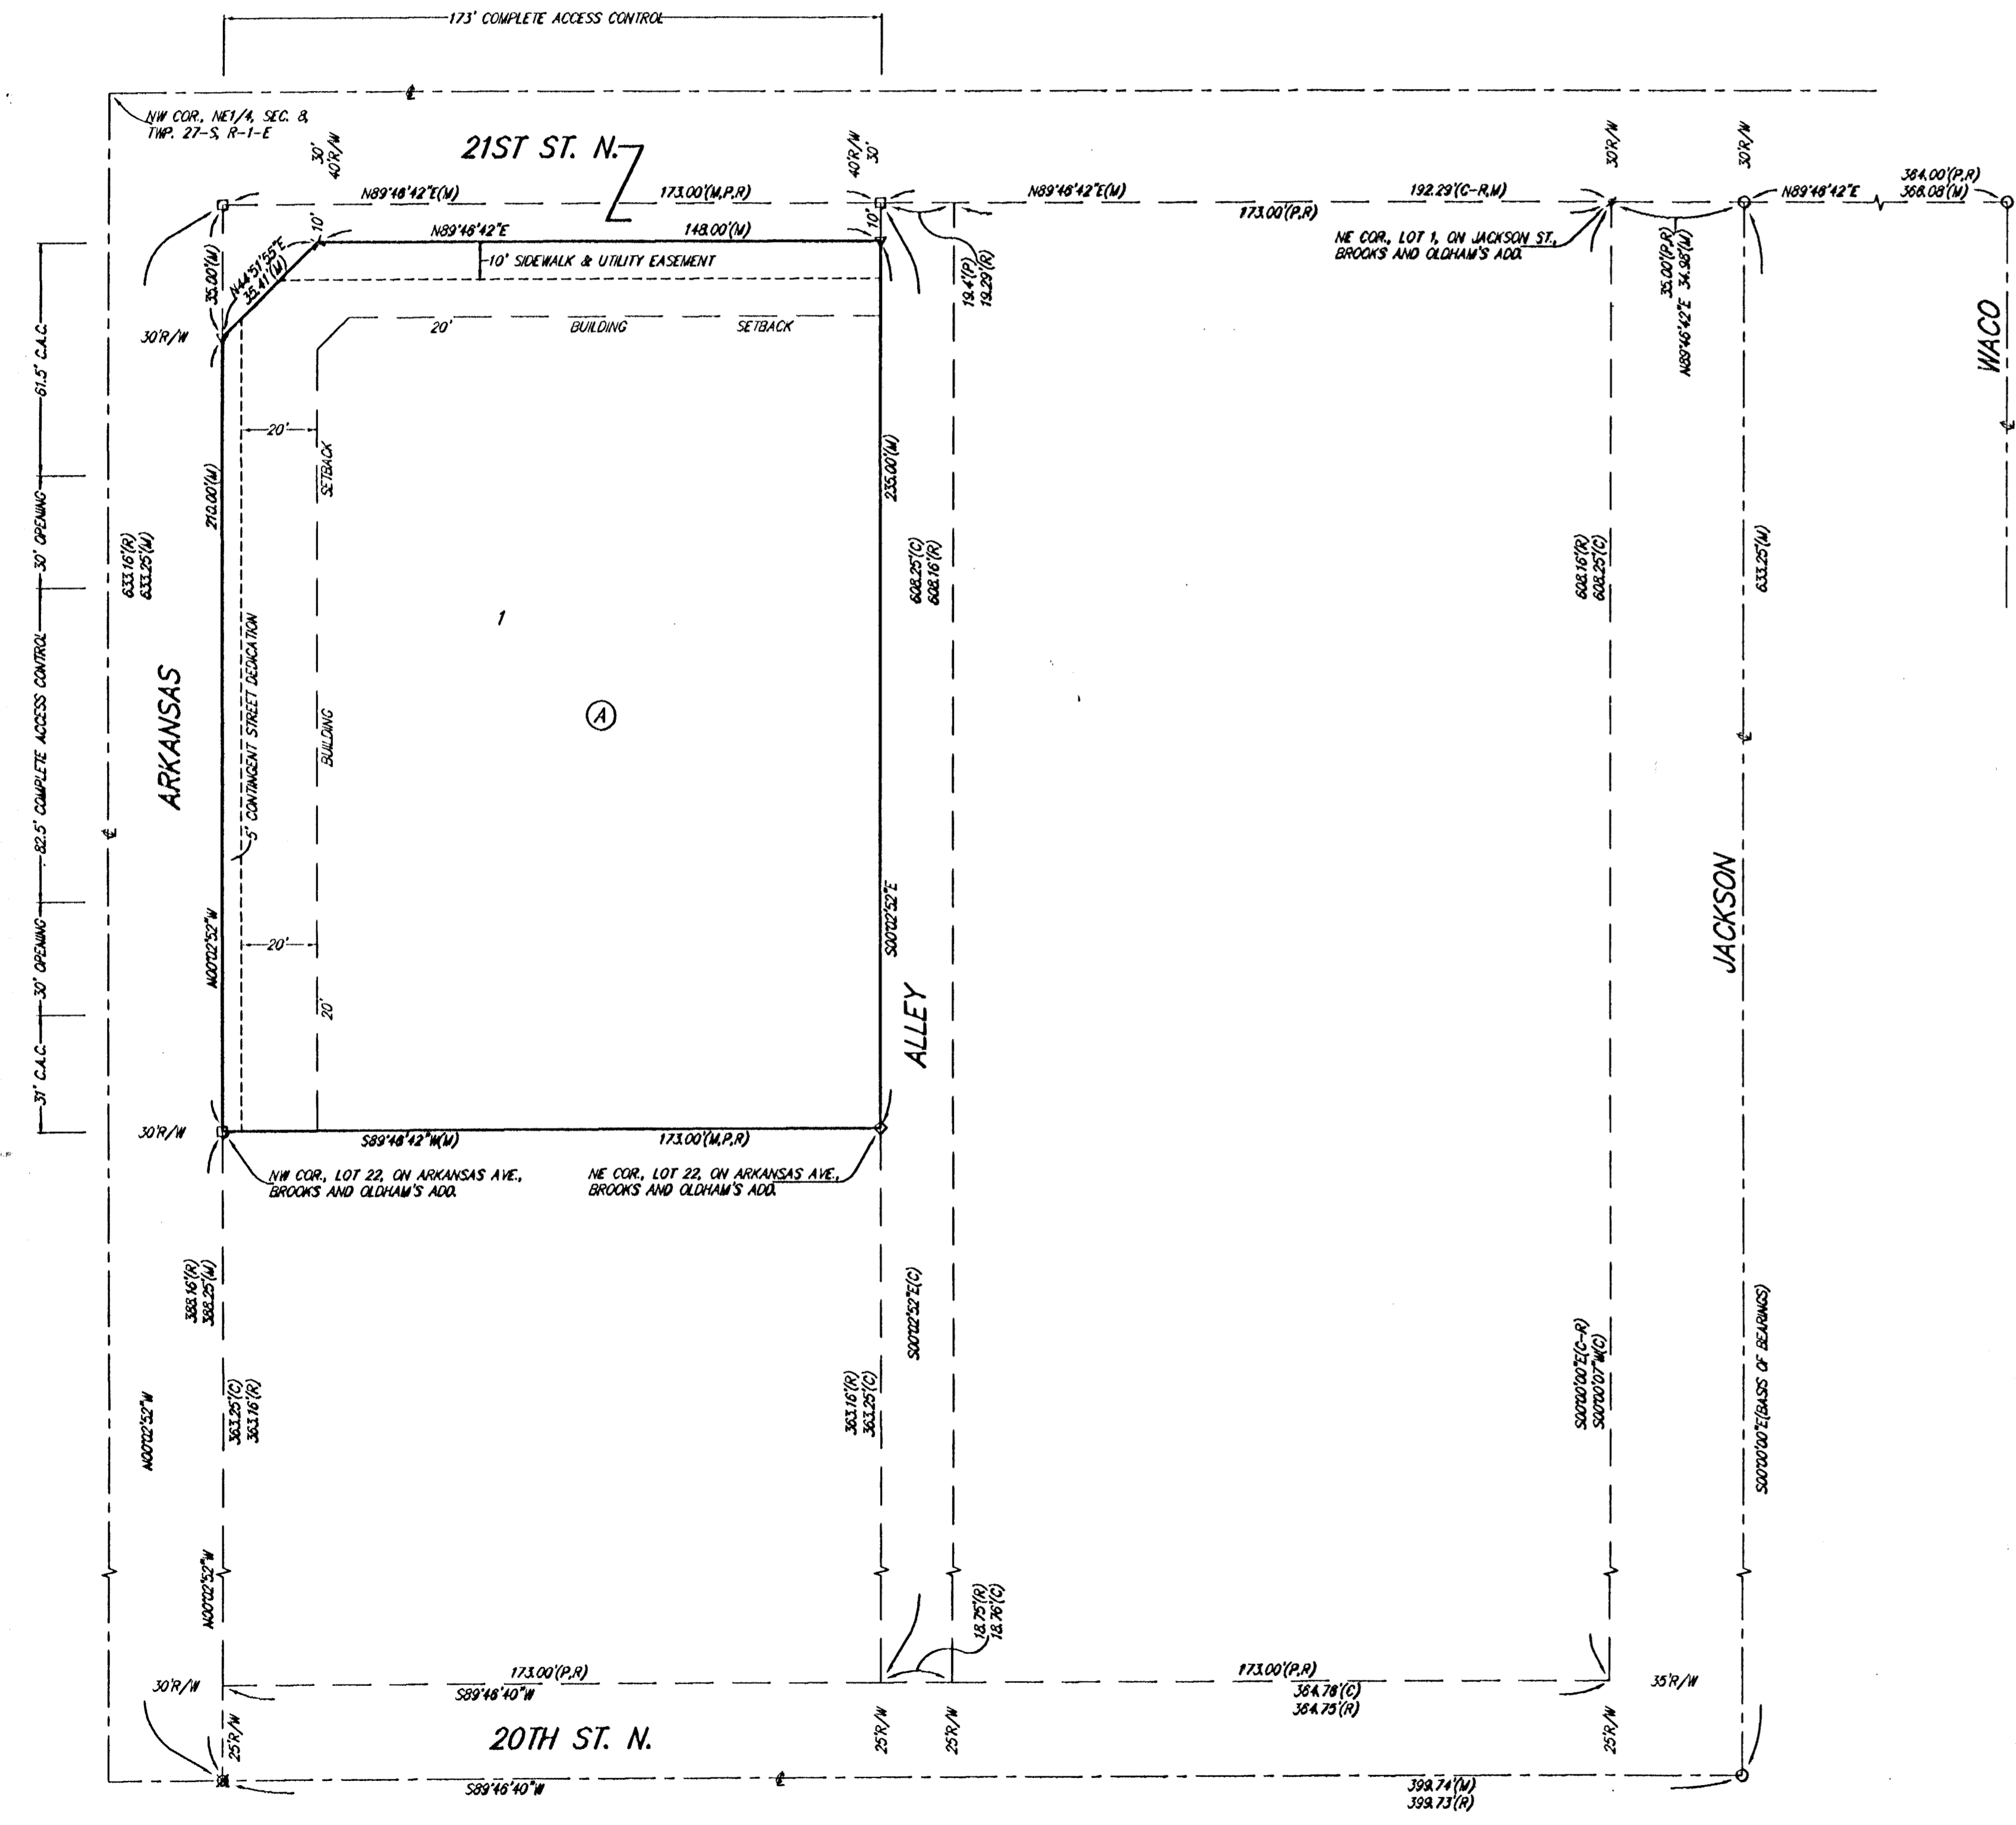 173' COMPLETE ACCESS CONTROL
NW COR., NE1/4, SEC. 8,
TWP. 27-S, R-1-E
30'
40'R/W
21ST ST. N.
40'R/W
30'
30'R/W
30'R/W
N89°46'42"E(M)
173.00'(M,P,R)
N89°46'42"E(M)
192.29'(C-R,M)
173.00'(P,R)
N89°46'42"E
364.00'(P,R)
366.08'(M)
10'
10'
N89°46'42"E
148.00'(M)
10' SIDEWALK & UTILITY EASEMENT
NE COR., LOT 1, ON JACKSON ST.,
BROOKS AND OLDHAM'S ADD.
35.00'(M)
N44°51'55"E
35.41'(M)
19.4'(P)
19.29'(R)
35.00'(P,R)
N89°46'42"E 34.98'(M)
WACO
30'R/W
20'
BUILDING
SETBACK
61.5' C.A.C.
20'
SETBACK
210.00'(M)
235.00'(M)
30' OPENING
633.16'(R)
633.25'(M)
608.25'(C)
608.16'(R)
608.16'(R)
608.25'(C)
633.25'(M)
1
5' CONTINGENT STREET DEDICATION
82.5' COMPLETE ACCESS CONTROL
ARKANSAS
BUILDING
A
N00°02'52"W
20'
S00°02'52"E
JACKSON
30' OPENING
20'
ALLEY
31' C.A.C.
30'R/W
S89°46'42"W(M)
173.00'(M,P,R)
NW COR., LOT 22, ON ARKANSAS AVE.,
BROOKS AND OLDHAM'S ADD.
NE COR., LOT 22, ON ARKANSAS AVE.,
BROOKS AND OLDHAM'S ADD.
388.16'(R)
388.25'(M)
S00°02'52"E(C)
N00°02'52"W
363.25'(C)
363.16'(R)
363.16'(R)
363.25'(C)
S00°00'00"E(C-R)
S00°00'07"W(C)
S00°00'00"E(BASIS OF BEARINGS)
N00°02'52"W
18.75'(R)
18.76'(C)
30'R/W
173.00'(P,R)
S89°46'40"W
173.00'(P,R)
364.76'(C)
364.75'(R)
35'R/W
25'R/W
20TH ST. N.
25'R/W
25'R/W
25'R/W
S89°46'40"W
399.74'(M)
399.73'(R)